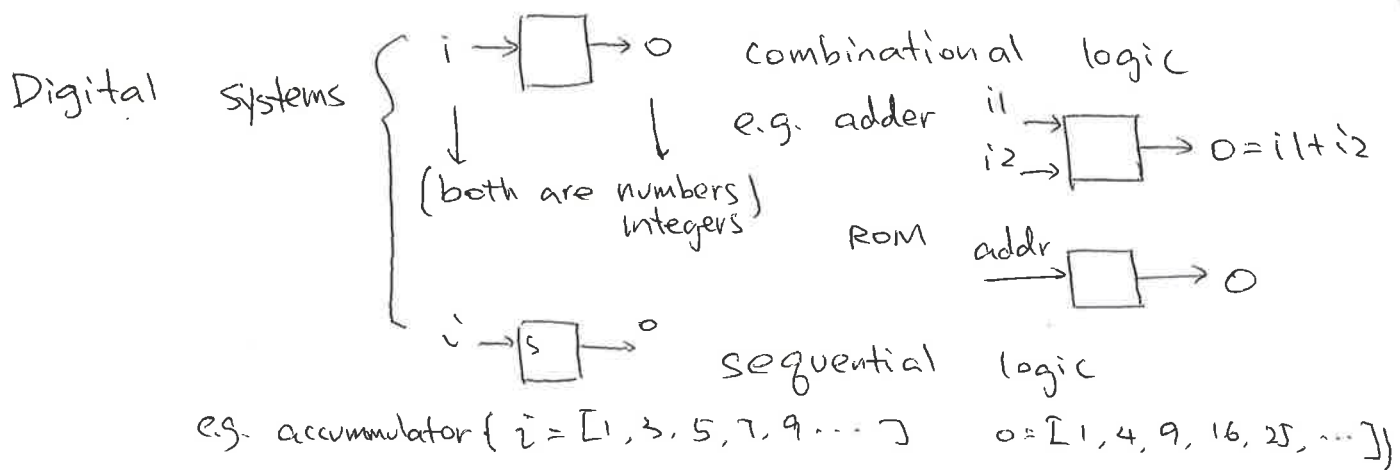 Digital systems { i → □ → o combinational logic
e.g. adder i1 i2 → □ → o = i1 + i2
(both are numbers)
integers
ROM addr → □ → o
i → s → o
sequential logic
e.g. accummulator ( i = [1, 3, 5, 7, 9 .... ] o = [1, 4, 9, 16, 25, ... ])